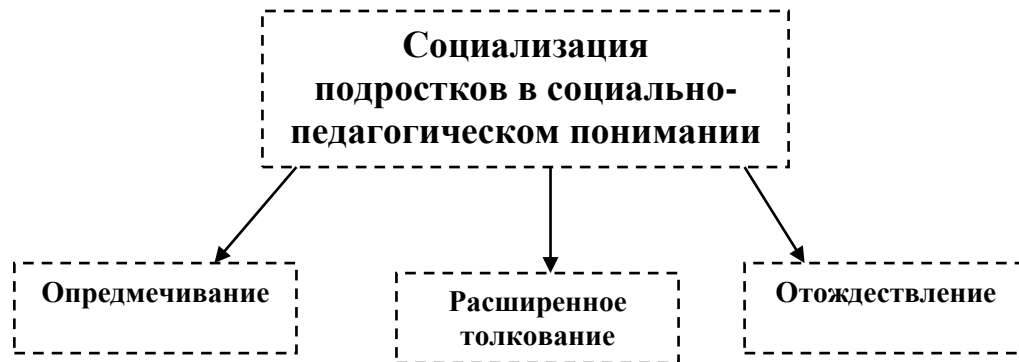 Социализация
подростков в социально-
педагогическом понимании
Опредмечивание
Расширенное
толкование
Отождествление